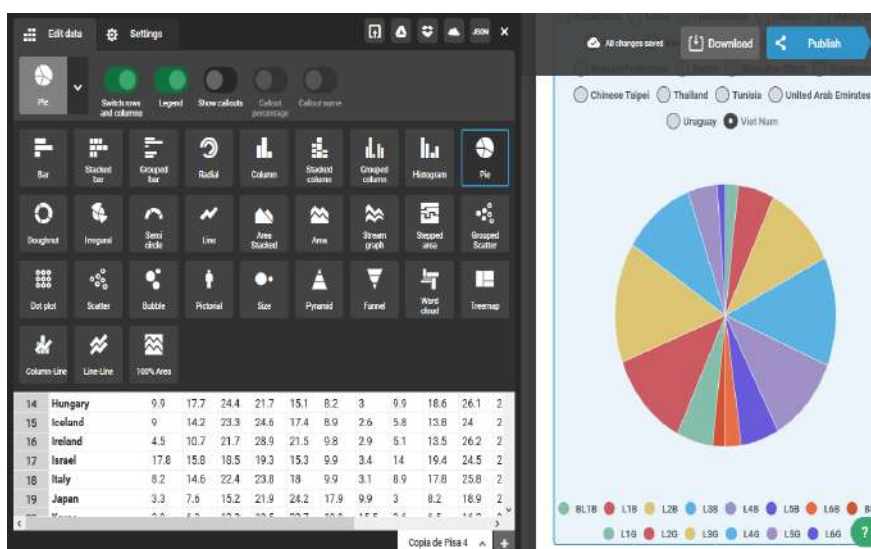 Edit data Settings JSON X
All changes saved Download Publish
Pie
Switch rows and columns Legend Show callouts Callout percentage Callout name
Chinese Taipei Thailand Tunisia United Arab Emirates
Uruguay Viet Nam
Bar Stacked bar Grouped bar Radial Column Stacked column Grouped column Histogram Pie
Doughnut Irregural Semi circle Line Area Stacked Area Stream graph Stepped area Grouped Scatter
Dot plot Scatter Bubble Pictorial Size Pyramid Funnel Word cloud Treemap
Column-Line Line-Line 100% Area
14 Hungary 9.9 17.7 24.4 21.7 15.1 8.2 3 9.9 18.6 26.1 2
15 Iceland 9 14.2 23.3 24.6 17.4 8.9 2.6 5.8 13.8 24 2
16 Ireland 4.5 10.7 21.7 28.9 21.5 9.8 2.9 5.1 13.5 26.2 2
17 Israel 17.8 15.8 18.5 19.3 15.3 9.9 3.4 14 19.4 24.5 2
18 Italy 8.2 14.6 22.4 23.8 18 9.9 3.1 8.9 17.8 25.8 2
19 Japan 3.3 7.6 15.2 21.9 24.2 17.9 9.9 3 8.2 18.9 2
BL1B L1B L2B L3B L4B L5B L6B
L1G L2G L3G L4G L5G L6G ?
Copia de Pisa 4 +